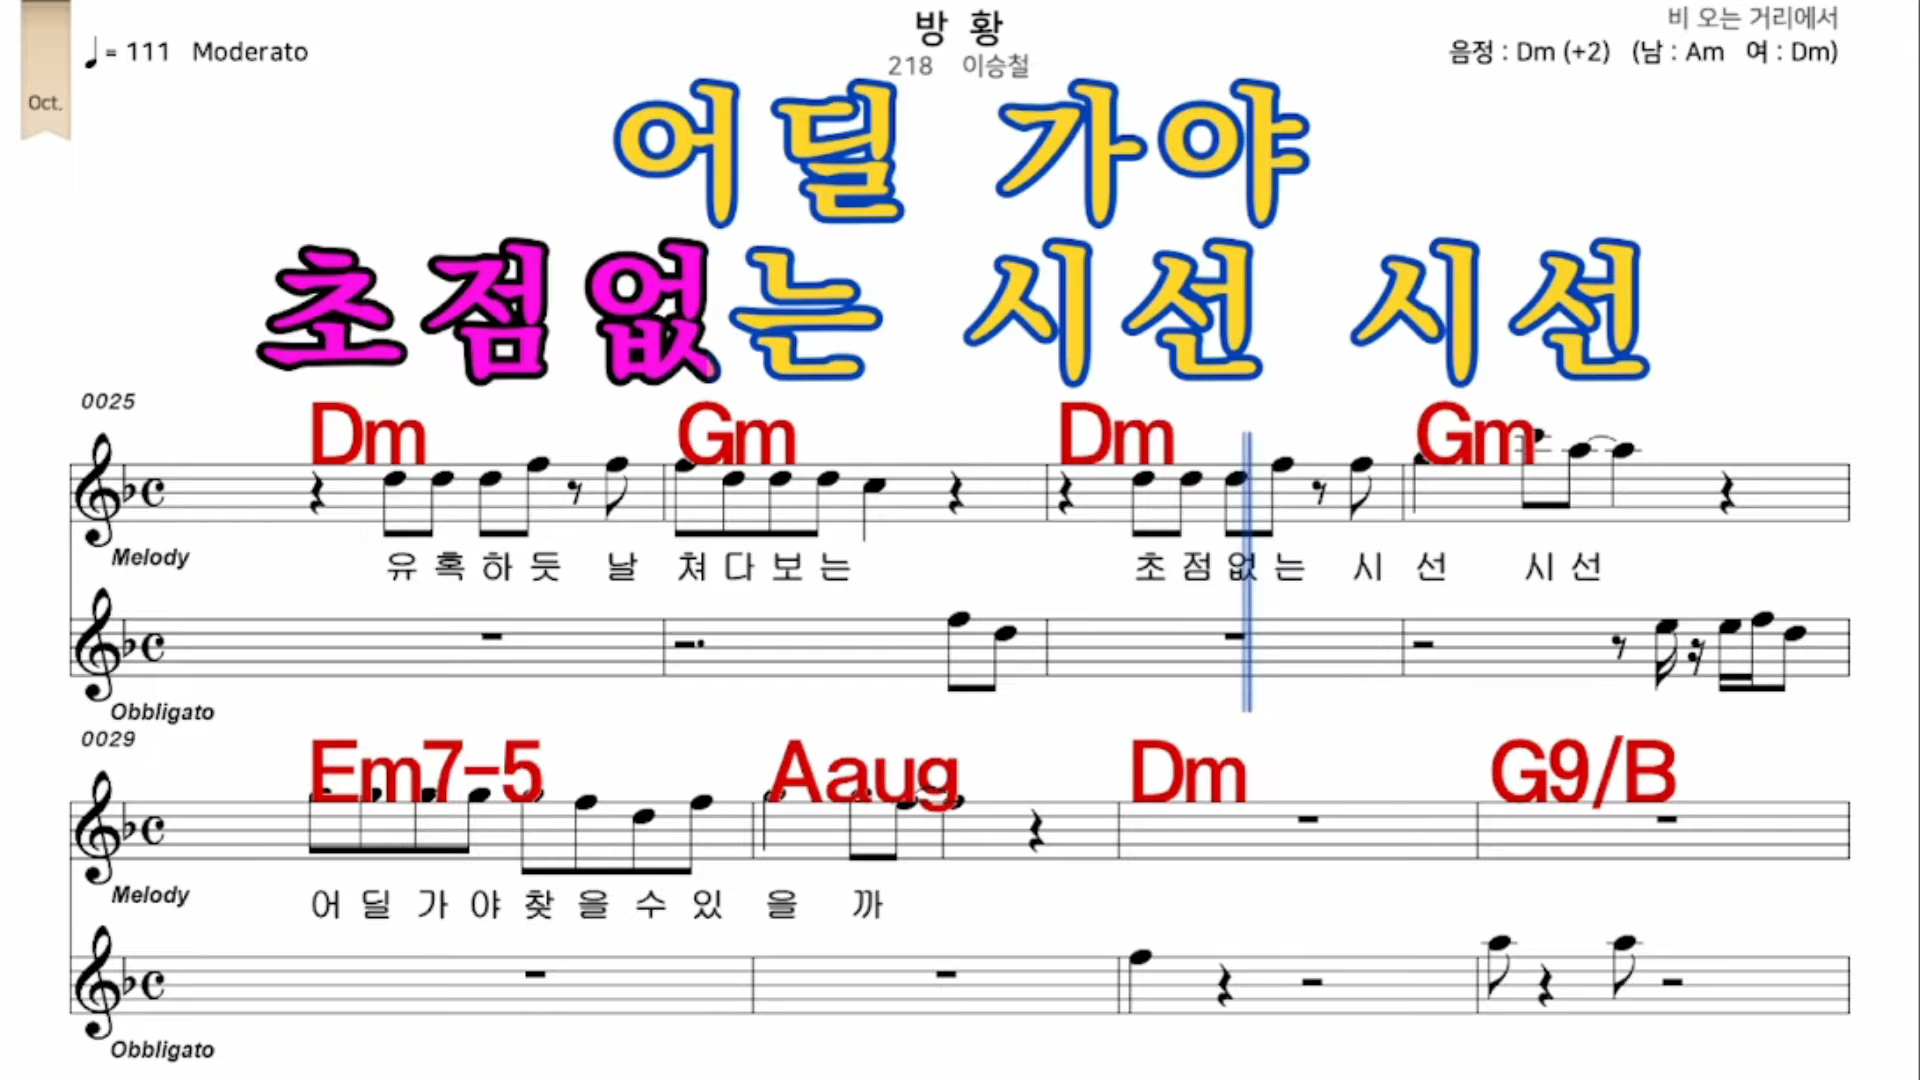 방 황
비 오는 거리에서
♩= 111 Moderato
218 이승철
음정 : Dm (+2) (남 : Am 여 : Dm)
Oct.
어딜 가야
초점없는 시선 시선
0025
Dm Gm Dm Gm
Melody
유혹하듯 날 쳐다보는 초점없는 시선 시선
Obbligato
0029
Em7-5 Aaug Dm G9/B
Melody
어딜가야찾을수있을까
Obbligato